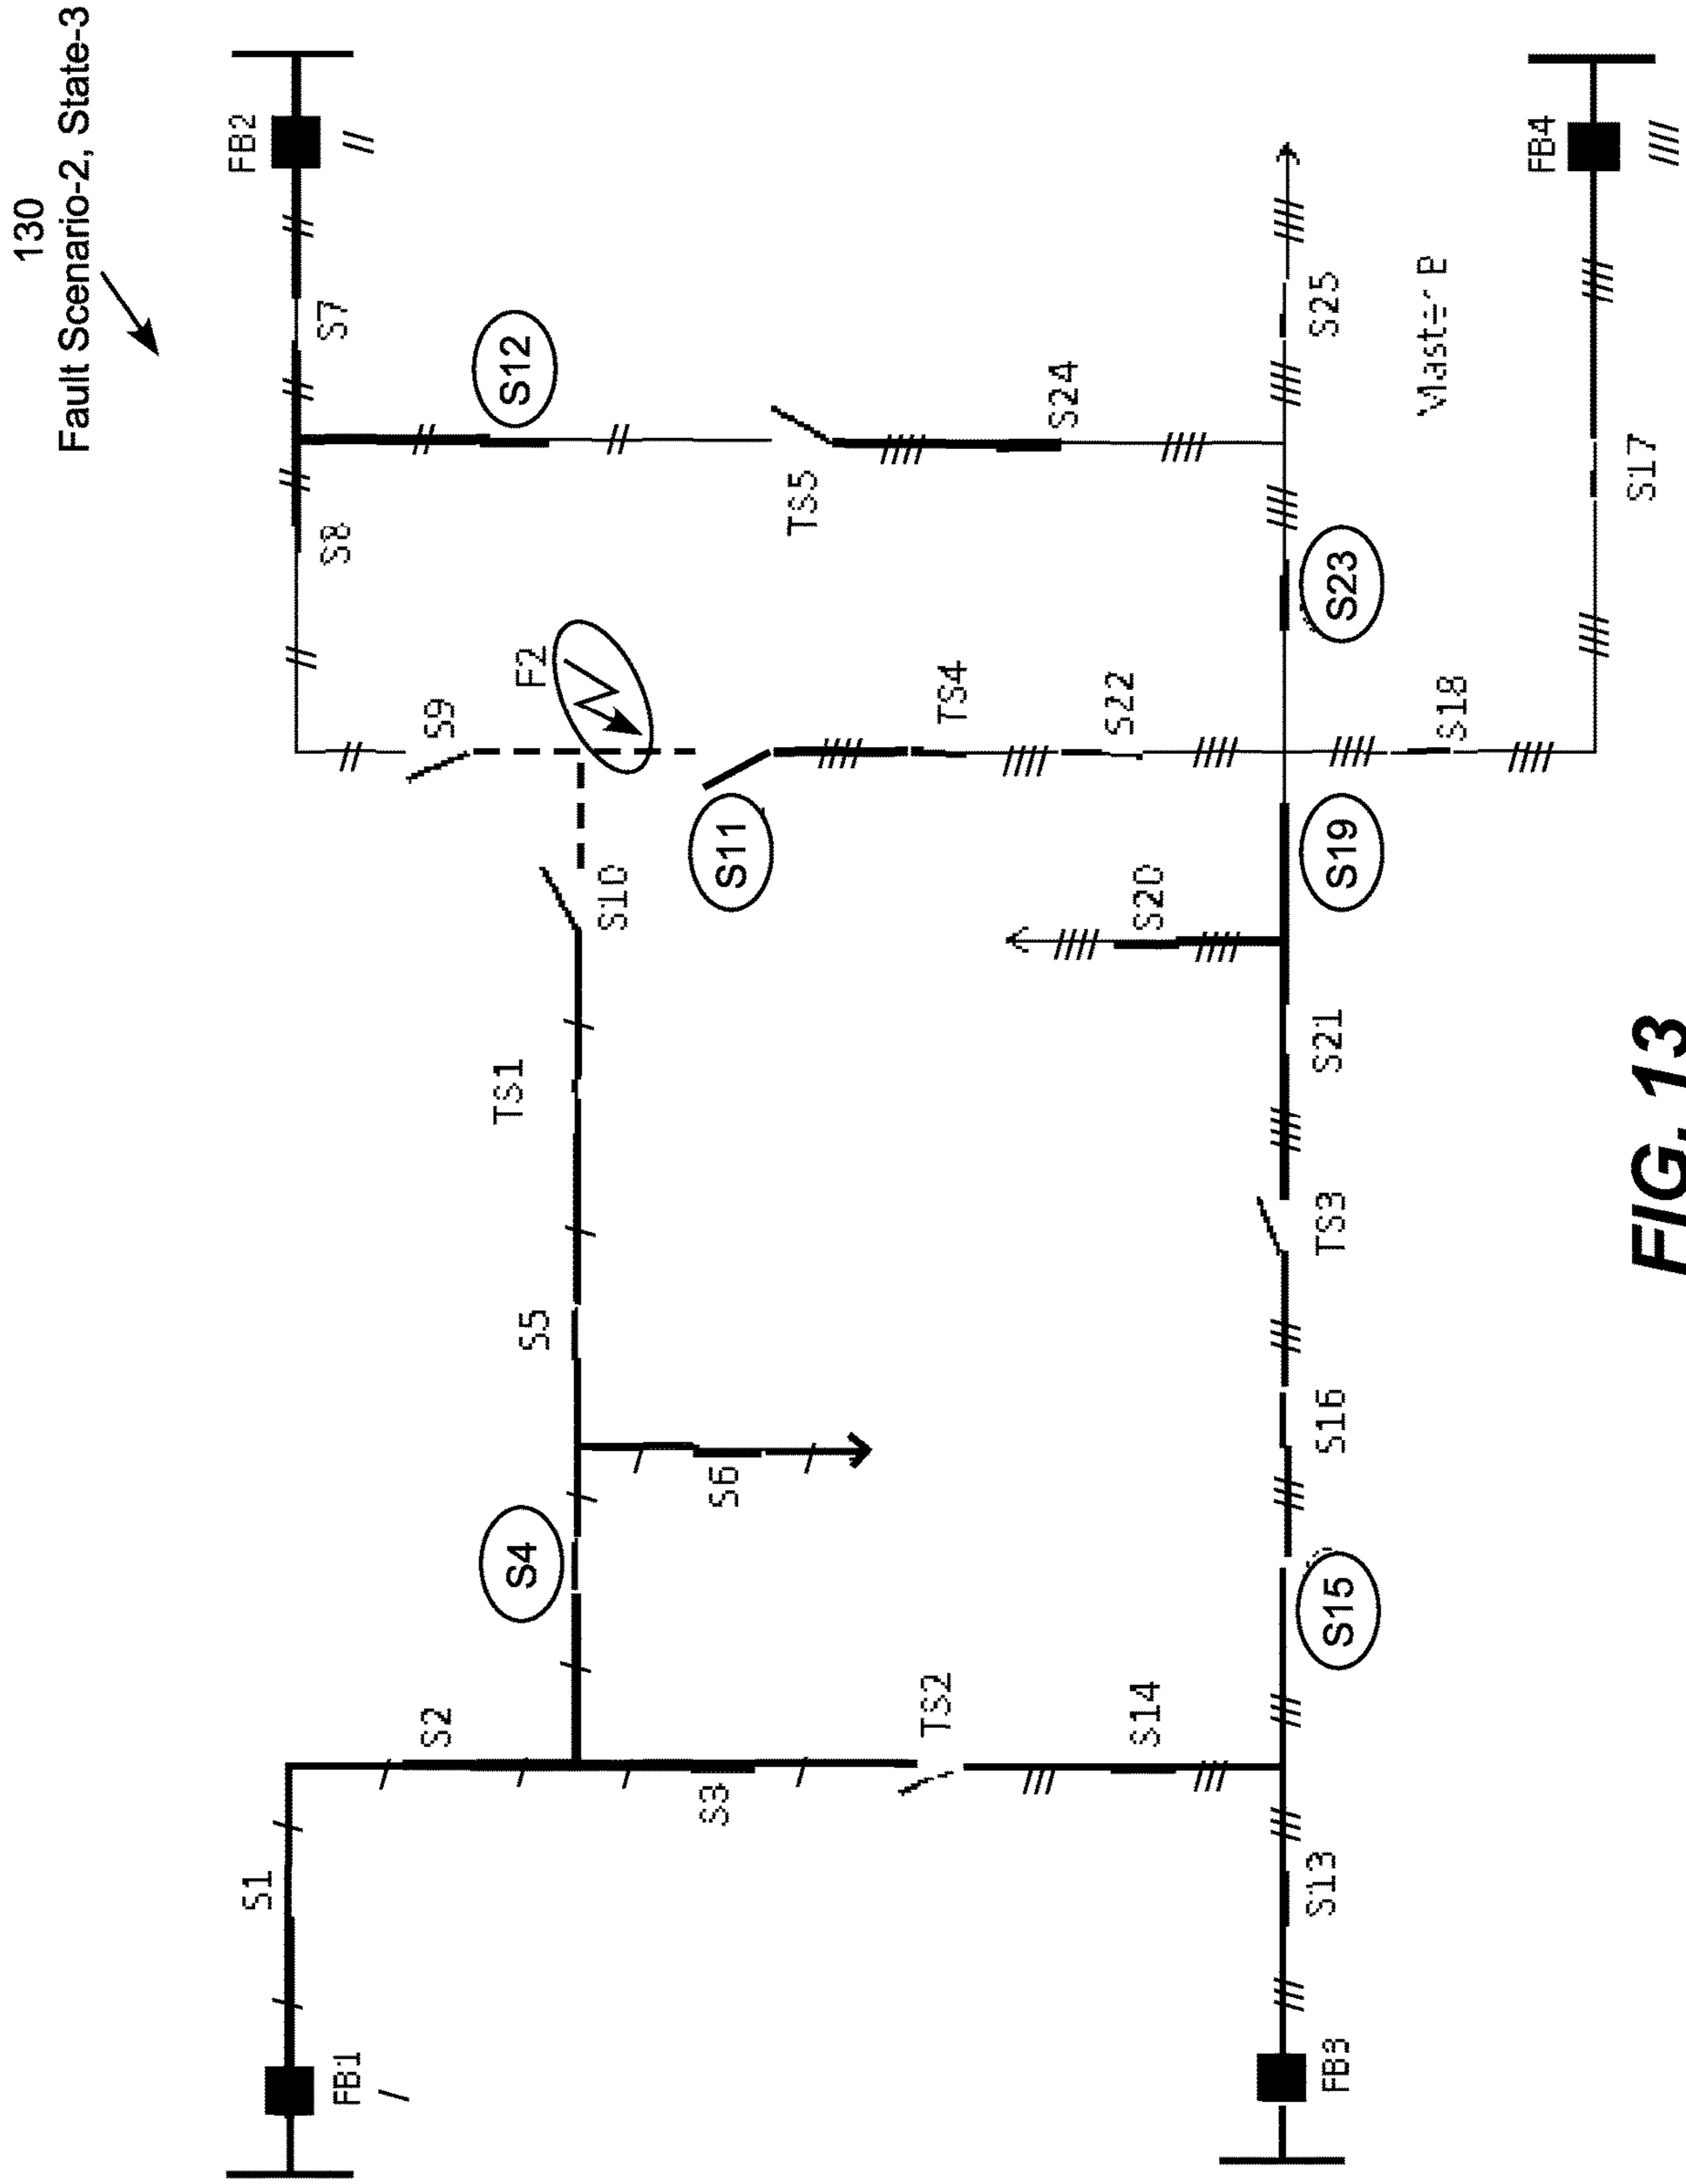 130
Fault Scenario-2, State-3
S1
FB2
FB1
S8
S7
S2
S9
S4
S5
TS1
F2
S12
S10
S3
S6
S11
TS5
TS2
TS4
S24
S22
S14
S20
FB3
S13
S15
S16
TS3
S21
S19
S23
S25
Master B
S18
FB4
S17
FIG. 13